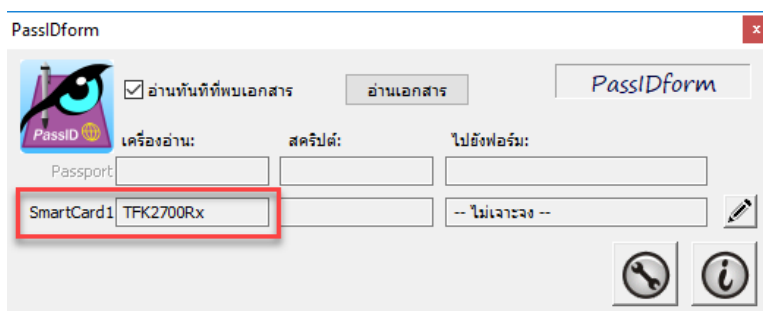 PassIDform
x
อ่านทันทีที่พบเอกสาร อ่านเอกสาร PassIDform
PassID
เครื่องอ่าน: สคริปต์: ไปยังฟอร์ม:
Passport
SmartCard1 TFK2700Rx -- ไม่เจาะจง --
i